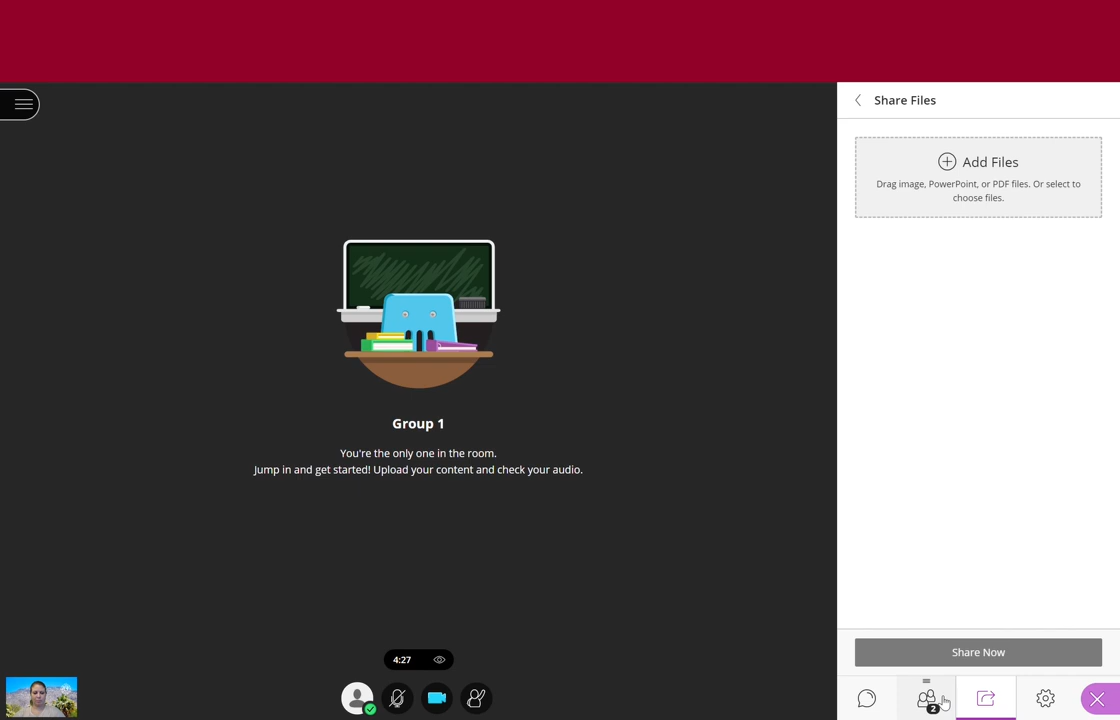 Share Files
Add Files
Drag image, PowerPoint, or PDF files. Or select to
choose files.
Group 1
You're the only one in the room.
Jump in and get started! Upload your content and check your audio.
4:27
Share Now
2